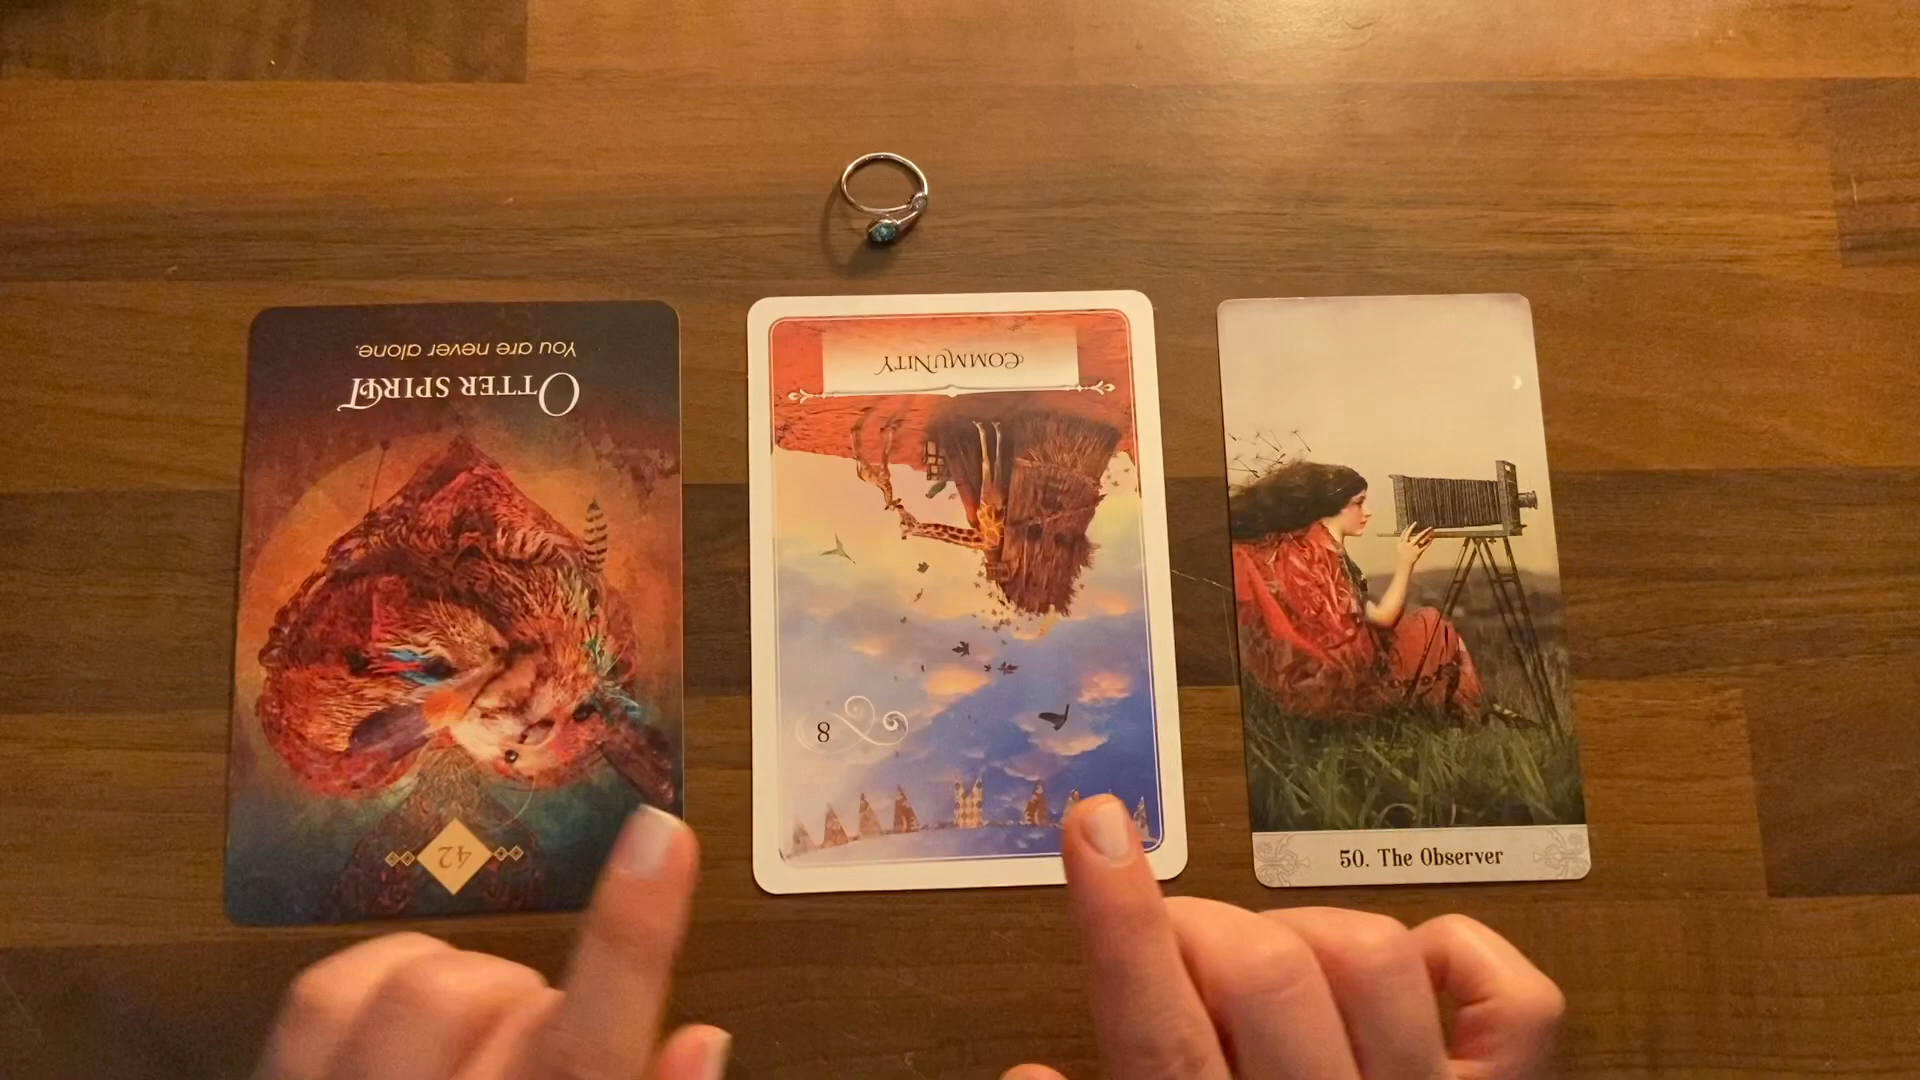 You are never alone.
OTTER SPIRIT
42
COMMUNITY
8
50. The Observer